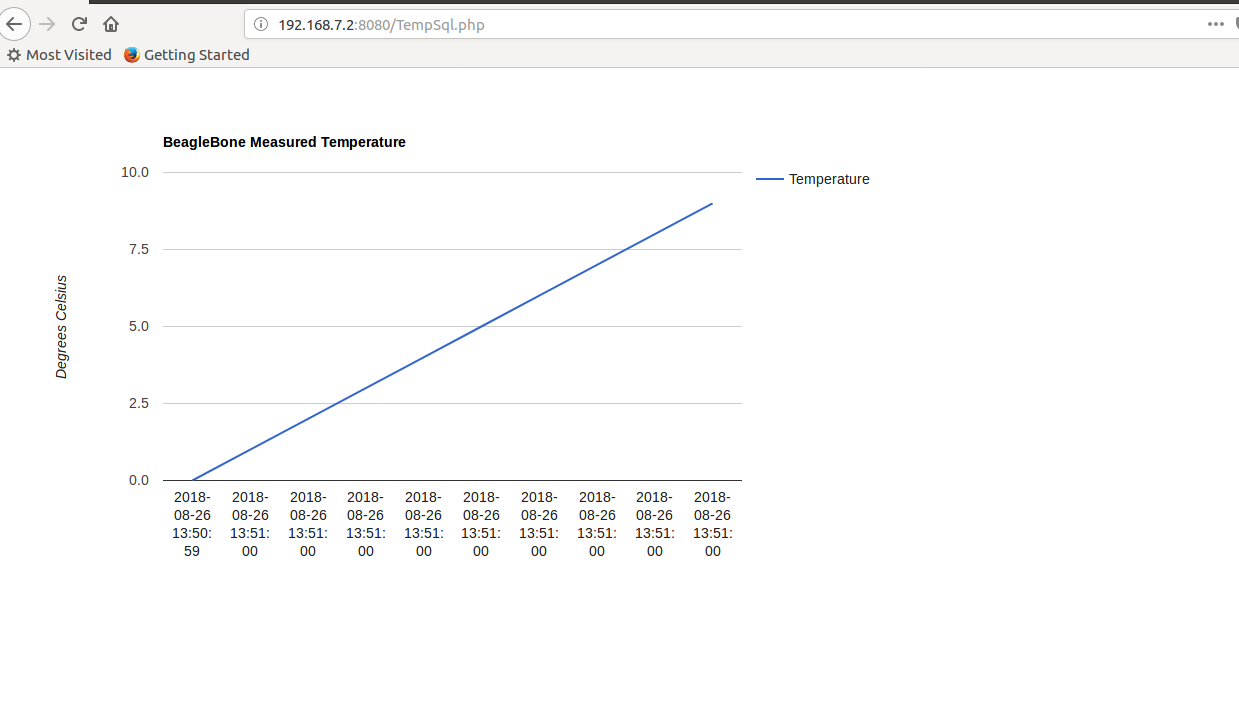 192.168.7.2:8080/TempSql.php
Most Visited Getting Started
BeagleBone Measured Temperature
Temperature
Degrees Celsius
10.0
7.5
5.0
2.5
0.0
2018- 2018- 2018- 2018- 2018- 2018- 2018- 2018- 2018- 2018-
08-26 08-26 08-26 08-26 08-26 08-26 08-26 08-26 08-26 08-26
13:50: 13:51: 13:51: 13:51: 13:51: 13:51: 13:51: 13:51: 13:51: 13:51:
59 00 00 00 00 00 00 00 00 00